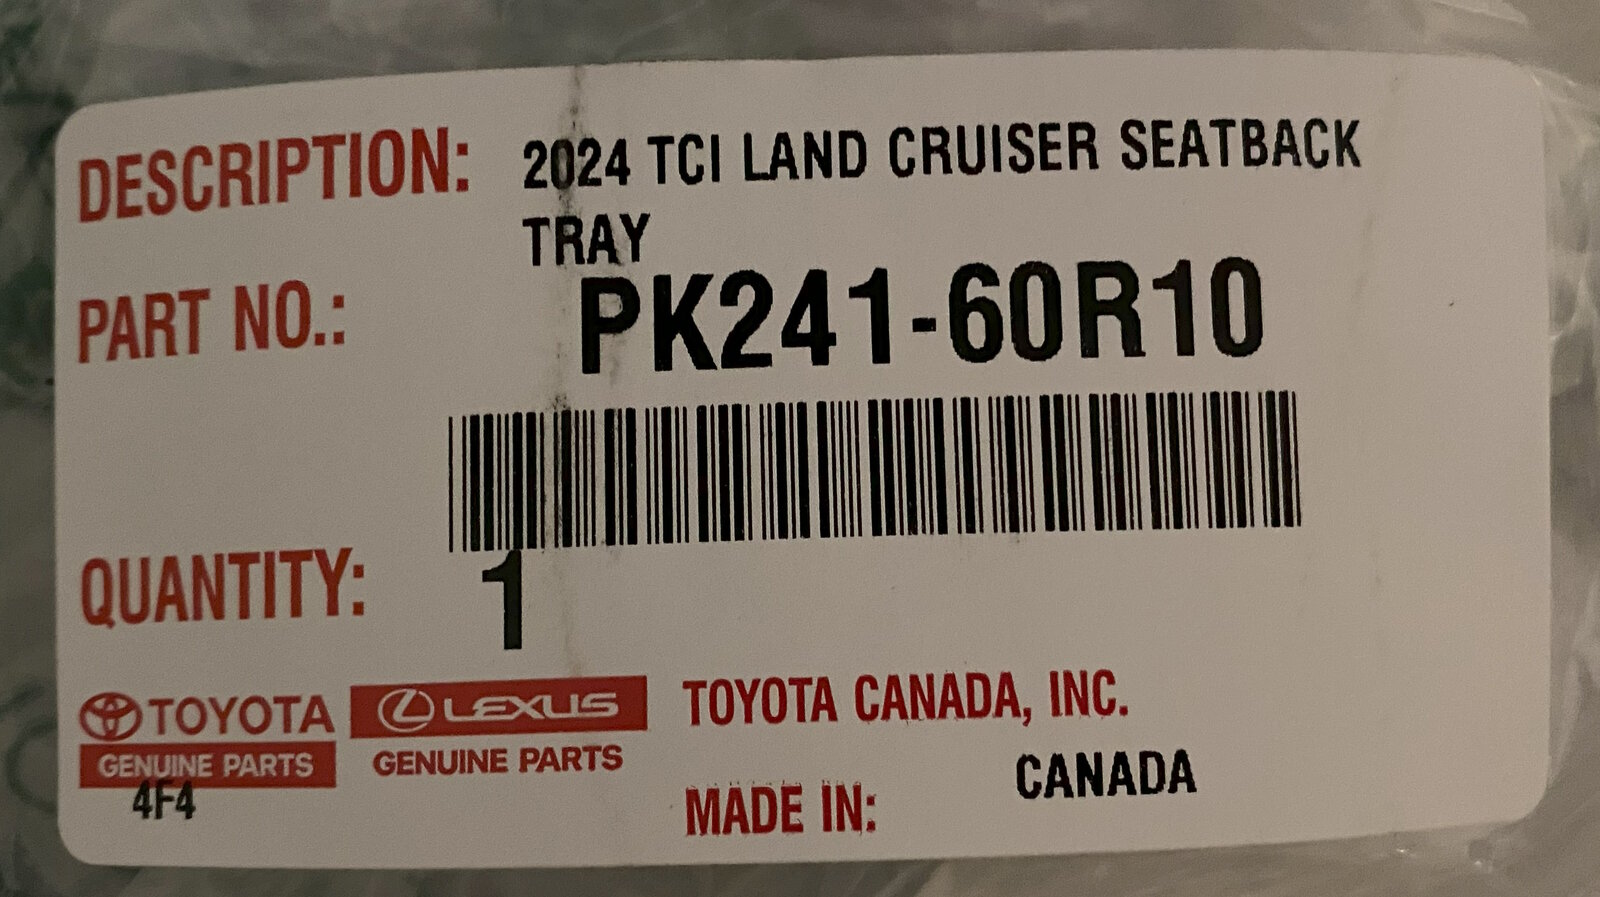 DESCRIPTION: 2024 TCI LAND CRUISER SEATBACK
TRAY
PART NO.: PK241-60R10
QUANTITY: 1
TOYOTA
GENUINE PARTS
4F4
LEXUS
GENUINE PARTS
TOYOTA CANADA, INC.
MADE IN: CANADA